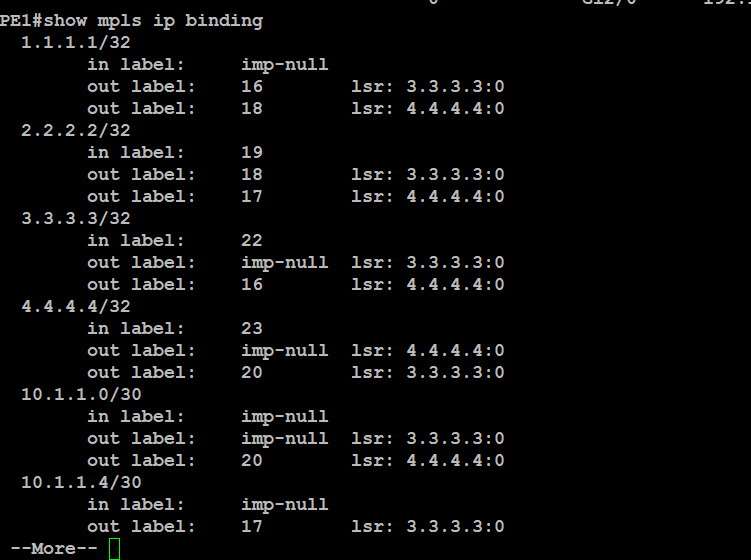 0 Gi2/0 192.
PE1#show mpls ip binding
1.1.1.1/32
in label: imp-null
out label: 16 lsr: 3.3.3.3:0
out label: 18 lsr: 4.4.4.4:0
2.2.2.2/32
in label: 19
out label: 18 lsr: 3.3.3.3:0
out label: 17 lsr: 4.4.4.4:0
3.3.3.3/32
in label: 22
out label: imp-null lsr: 3.3.3.3:0
out label: 16 lsr: 4.4.4.4:0
4.4.4.4/32
in label: 23
out label: imp-null lsr: 4.4.4.4:0
out label: 20 lsr: 3.3.3.3:0
10.1.1.0/30
in label: imp-null
out label: imp-null lsr: 3.3.3.3:0
out label: 20 lsr: 4.4.4.4:0
10.1.1.4/30
in label: imp-null
out label: 17 lsr: 3.3.3.3:0
--More--